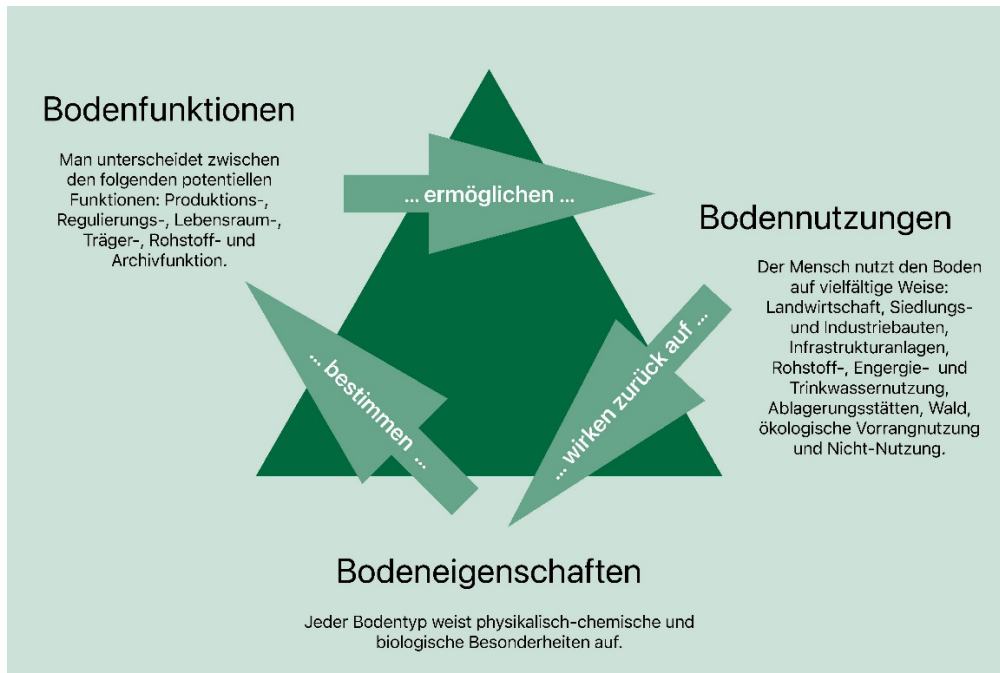 Bodenfunktionen
Man unterscheidet zwischen
den folgenden potentiellen
Funktionen: Produktions-,
Regulierungs-, Lebensraum-,
Träger-, Rohstoff- und
Archivfunktion.
... ermöglichen ...
Bodennutzungen
Der Mensch nutzt den Boden
auf vielfältige Weise:
Landwirtschaft, Siedlungs-
und Industriebauten,
Infrastrukturanlagen,
Rohstoff-, Engergie- und
Trinkwassernutzung,
Ablagerungsstätten, Wald,
ökologische Vorrangnutzung
und Nicht-Nutzung.
... wirken zurück auf ...
... bestimmen ...
Bodeneigenschaften
Jeder Bodentyp weist physikalisch-chemische und
biologische Besonderheiten auf.